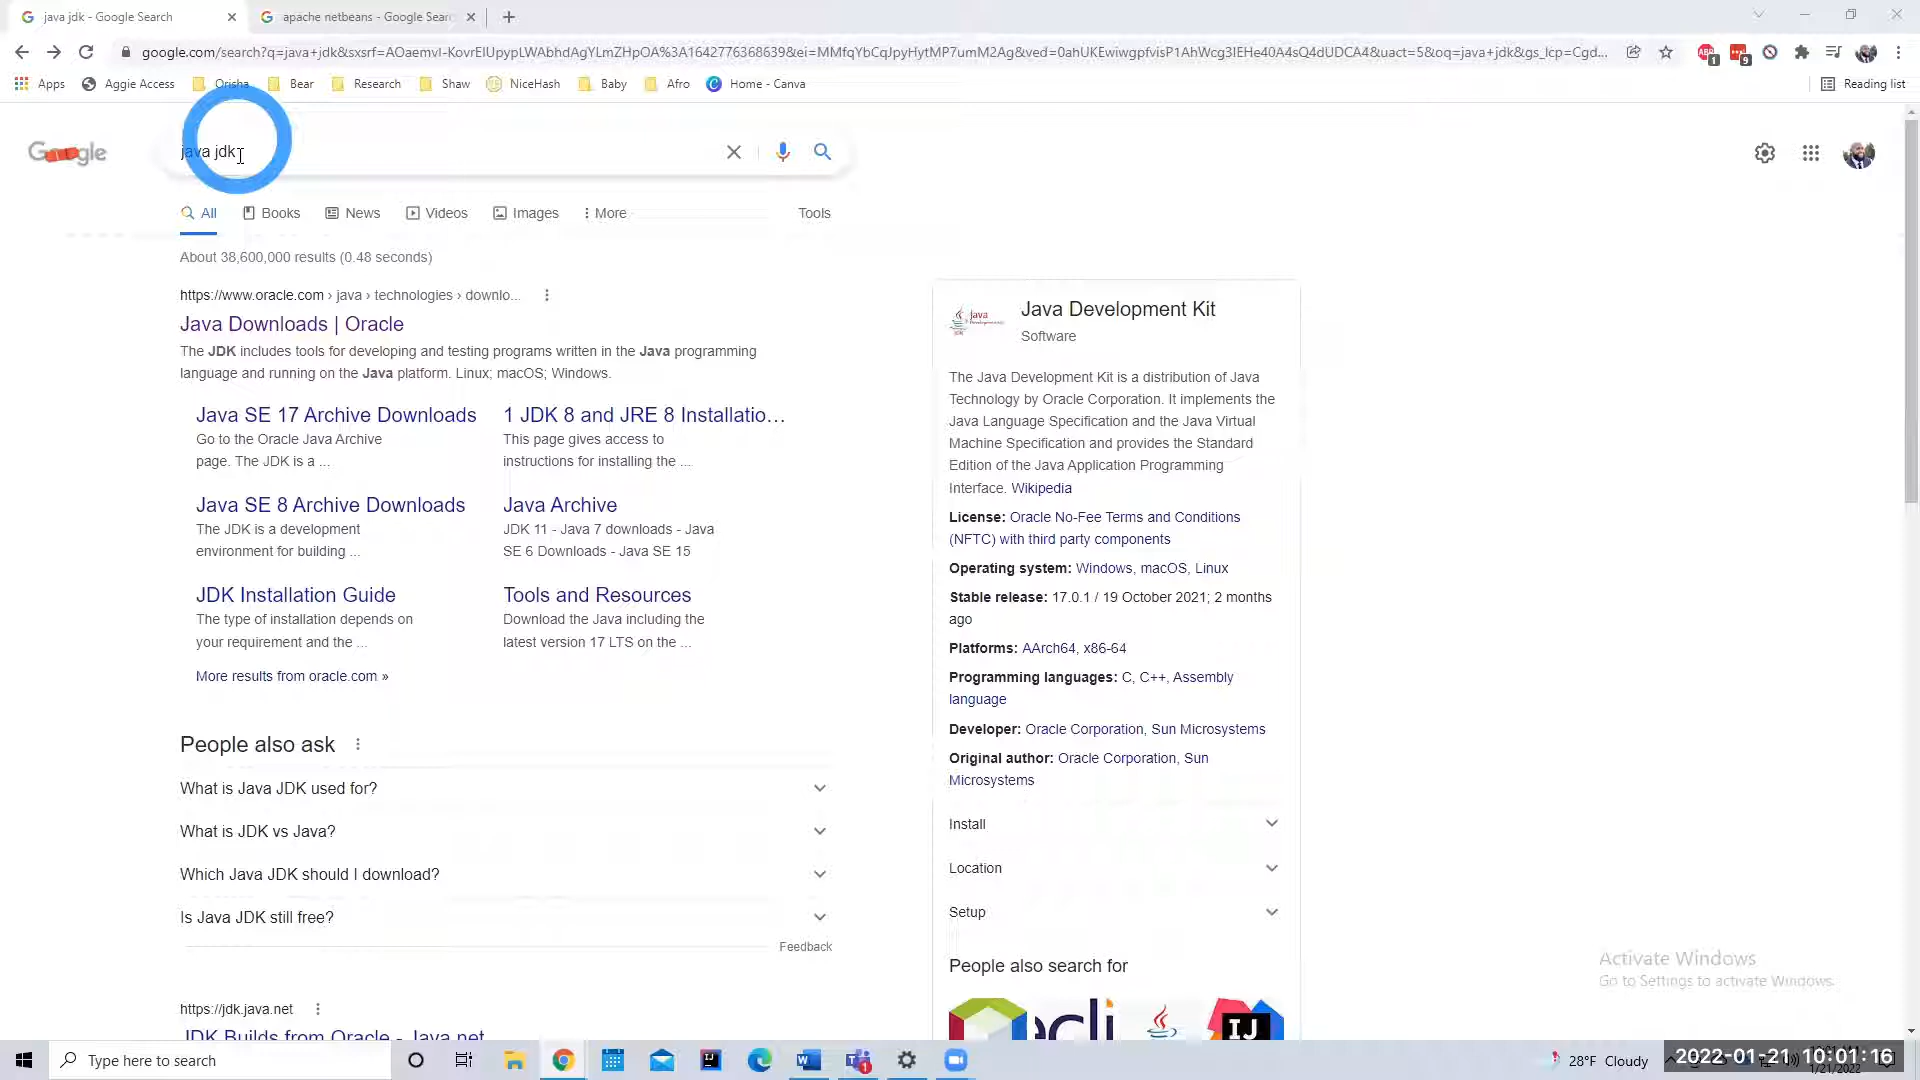 java jdk - Google Search
apache netbeans - Google Sear
google.com/search?q=java+jdk&sxsrf=AOaemvI-KovrEIUpypLWAbhdAgYLmZHpOA%3A1642776368639&ei=MMfqYbCqJpyHytMP7umM2Ag&ved=0ahUKEwiwgpfvisP1AhWcg3IEHe40A4sQ4dUDCA4&uact=5&oq=java+jdk&gs_lcp=Cgd...
Apps
Aggie Access
Orisha
Bear
Research
Shaw
NiceHash
Baby
Afro
Home - Canva
Reading list
Google
java jdk
All
Books
News
Videos
Images
More
Tools
About 38,600,000 results (0.48 seconds)
https://www.oracle.com › java › technologies › downlo...
Java Downloads | Oracle
The JDK includes tools for developing and testing programs written in the Java programming
language and running on the Java platform. Linux; macOS; Windows.
Java SE 17 Archive Downloads
Go to the Oracle Java Archive
page. The JDK is a ...
1 JDK 8 and JRE 8 Installatio...
This page gives access to
instructions for installing the ...
Java SE 8 Archive Downloads
The JDK is a development
environment for building ...
Java Archive
JDK 11 - Java 7 downloads - Java
SE 6 Downloads - Java SE 15
JDK Installation Guide
The type of installation depends on
your requirement and the ...
Tools and Resources
Download the Java including the
latest version 17 LTS on the ...
More results from oracle.com »
People also ask
What is Java JDK used for?
What is JDK vs Java?
Which Java JDK should I download?
Is Java JDK still free?
Feedback
https://jdk.java.net
JDK Builds from Oracle - Java.net
Java Development Kit
Software
The Java Development Kit is a distribution of Java
Technology by Oracle Corporation. It implements the
Java Language Specification and the Java Virtual
Machine Specification and provides the Standard
Edition of the Java Application Programming
Interface. Wikipedia
License: Oracle No-Fee Terms and Conditions
(NFTC) with third party components
Operating system: Windows, macOS, Linux
Stable release: 17.0.1 / 19 October 2021; 2 months
ago
Platforms: AArch64, x86-64
Programming languages: C, C++, Assembly
language
Developer: Oracle Corporation, Sun Microsystems
Original author: Oracle Corporation, Sun
Microsystems
Install
Location
Setup
People also search for
ecli
IJ
Activate Windows
Go to Settings to activate Windows.
Type here to search
28°F Cloudy
2022-01-21 10:01:16
1/21/2022